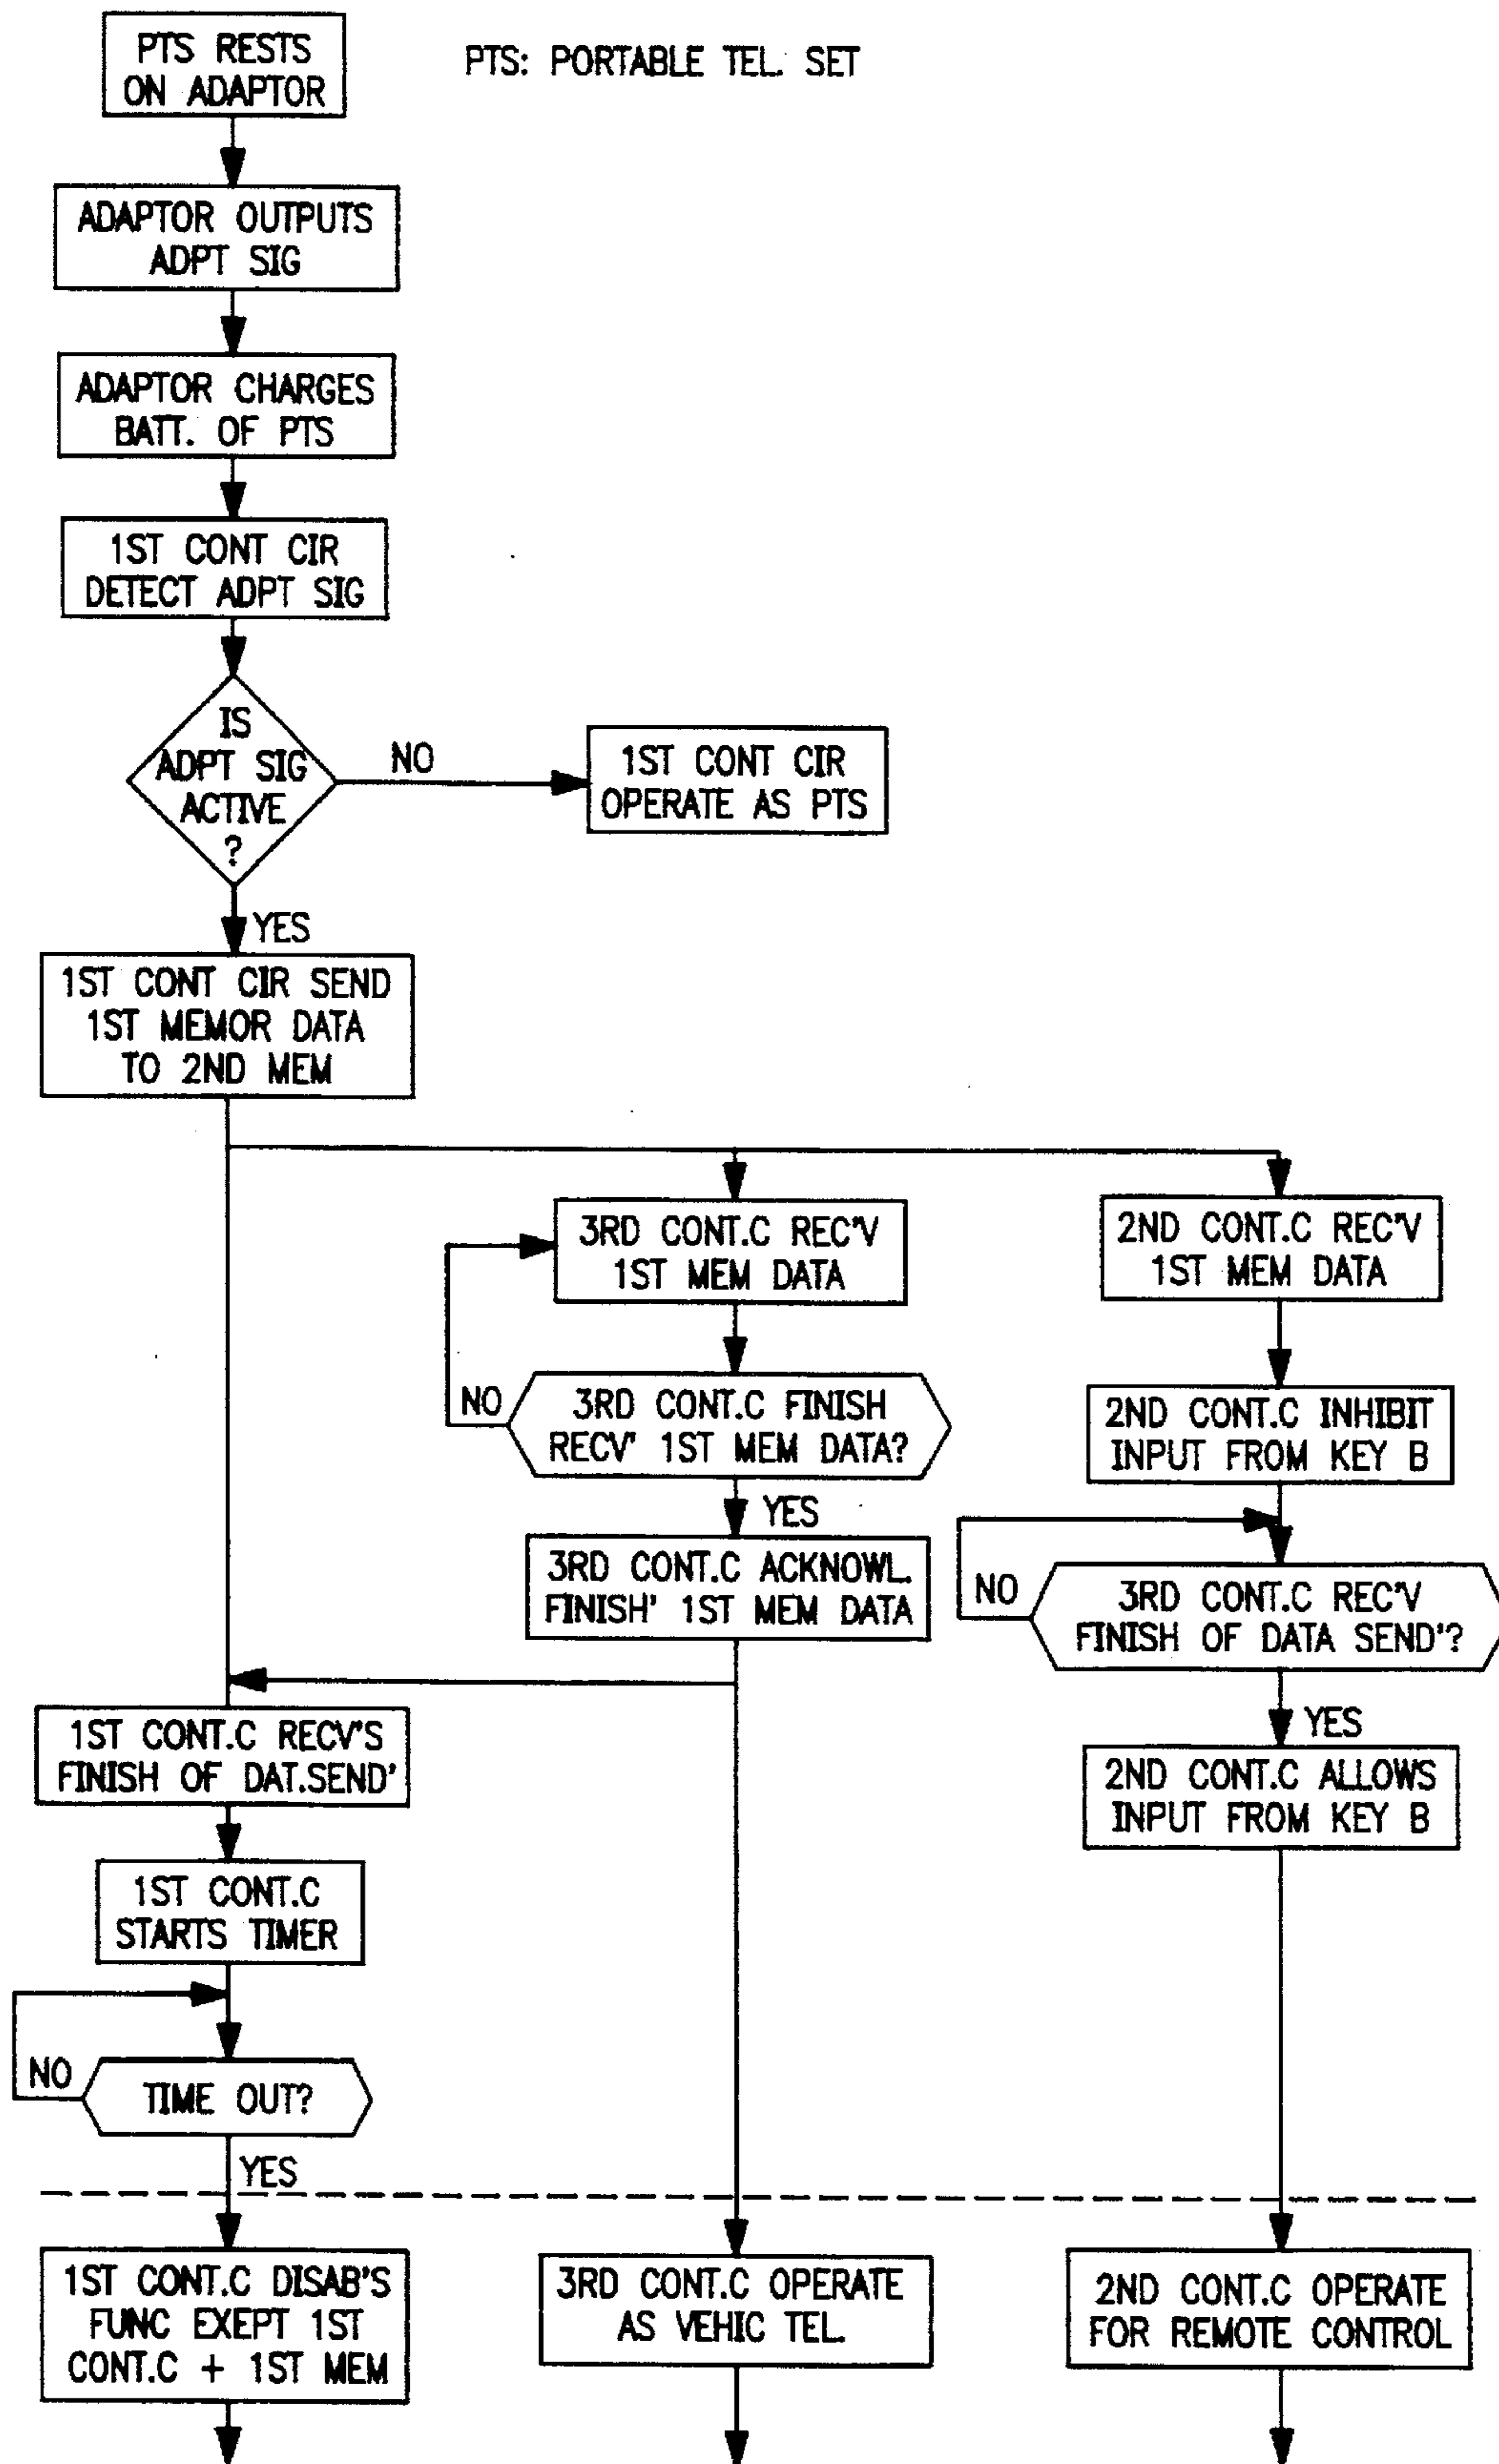 PTS RESTS
ON ADAPTOR
PTS: PORTABLE TEL. SET
ADAPTOR OUTPUTS
ADPT SIG
ADAPTOR CHARGES
BATT. OF PTS
1ST CONT CIR
DETECT ADPT SIG
IS
ADPT SIG
ACTIVE
?
NO
1ST CONT CIR
OPERATE AS PTS
YES
1ST CONT CIR SEND
1ST MEMOR DATA
TO 2ND MEM
3RD CONT.C REC'V
1ST MEM DATA
2ND CONT.C REC'V
1ST MEM DATA
NO
3RD CONT.C FINISH
RECV' 1ST MEM DATA?
2ND CONT.C INHIBIT
INPUT FROM KEY B
YES
3RD CONT.C ACKNOWL.
FINISH' 1ST MEM DATA
NO
3RD CONT.C REC'V
FINISH OF DATA SEND'?
1ST CONT.C RECV'S
FINISH OF DAT.SEND'
YES
2ND CONT.C ALLOWS
INPUT FROM KEY B
1ST CONT.C
STARTS TIMER
NO
TIME OUT?
YES
1ST CONT.C DISAB'S
FUNC EXEPT 1ST
CONT.C + 1ST MEM
3RD CONT.C OPERATE
AS VEHIC TEL.
2ND CONT.C OPERATE
FOR REMOTE CONTROL